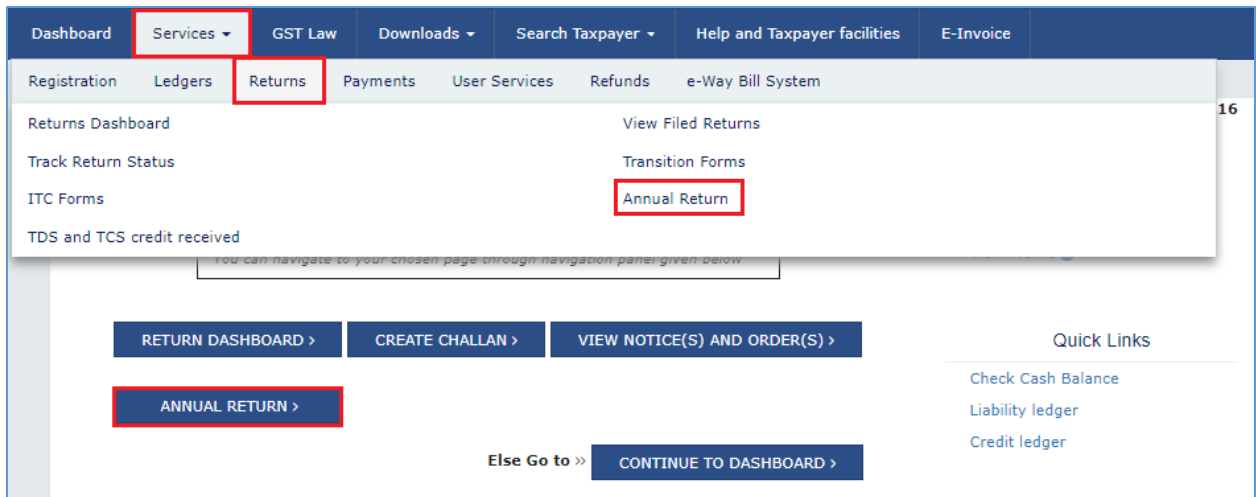 Dashboard Services GST Law Downloads Search Taxpayer Help and Taxpayer facilities E-Invoice
Registration Ledgers Returns Payments User Services Refunds e-Way Bill System
16
Returns Dashboard View Filed Returns
Track Return Status Transition Forms
ITC Forms Annual Return
TDS and TCS credit received
You can navigate to your chosen page through navigation panel given below
RETURN DASHBOARD > CREATE CHALLAN > VIEW NOTICE(S) AND ORDER(S) >
Quick Links
Check Cash Balance
ANNUAL RETURN >
Liability ledger
Credit ledger
Else Go to » CONTINUE TO DASHBOARD >